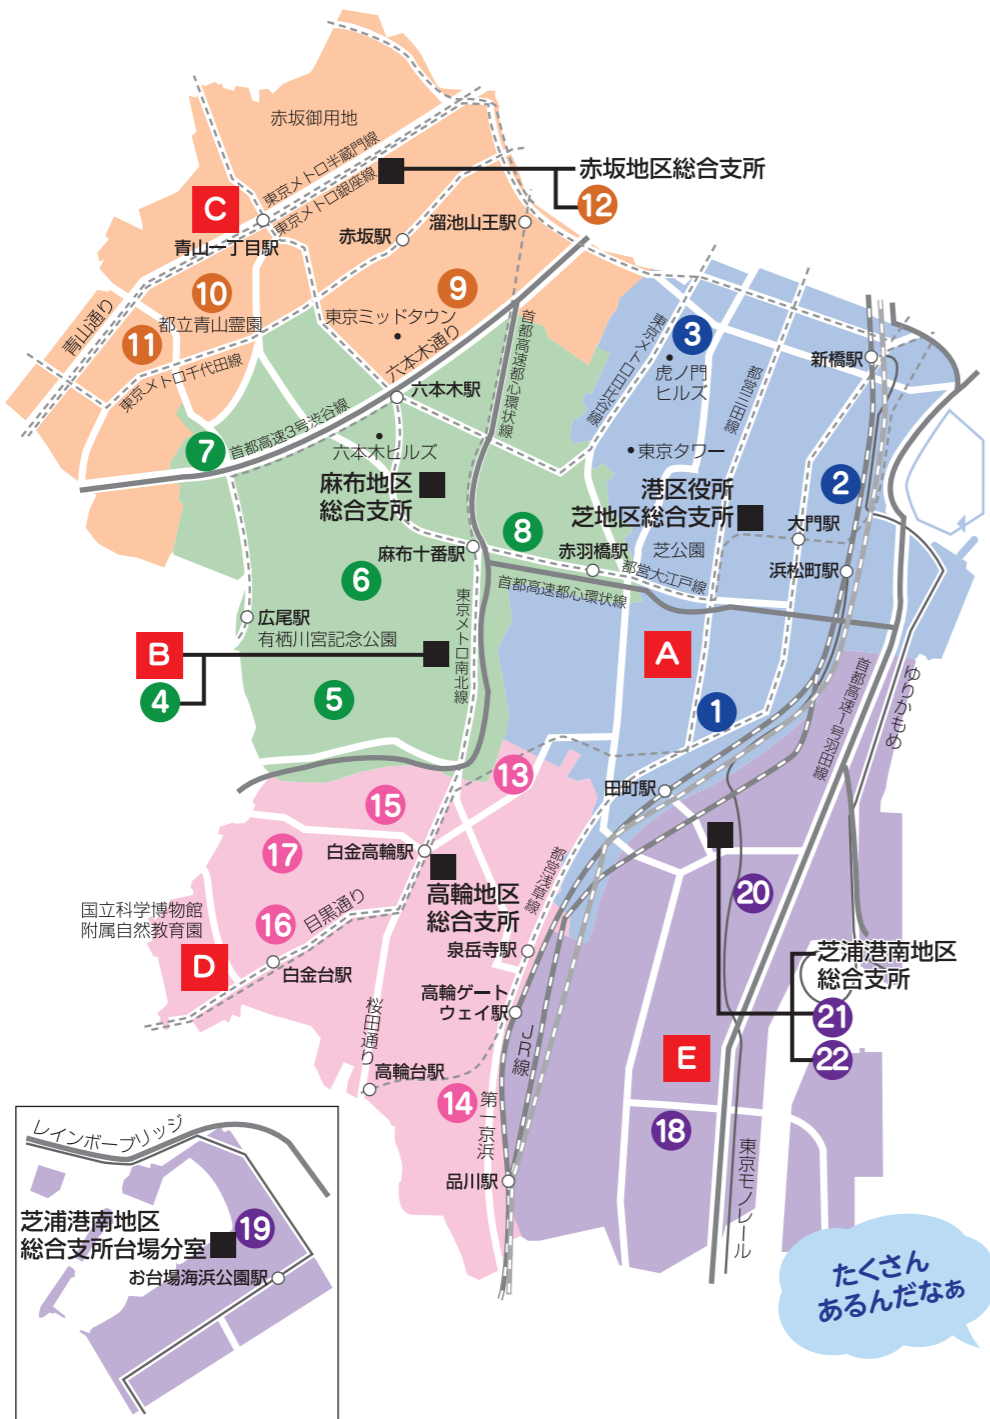 赤坂御用地
東京メトロ半蔵門線
東京メトロ銀座線
赤坂地区総合支所
12
C
青山一丁目駅
赤坂駅
溜池山王駅
10
都立青山霊園
9
東京ミッドタウン
六本木通り
青山通り
11
東京メトロ千代田線
首都高速都心環状線
東京メトロ日比谷線
3
虎ノ門
ヒルズ
都営三田線
新橋駅
六本木駅
7
首都高速3号渋谷線
六本木ヒルズ
東京タワー
麻布地区
総合支所
港区役所
芝地区総合支所
2
大門駅
8
麻布十番駅
赤羽橋駅
芝公園
都営大江戸線
浜松町駅
首都高速都心環状線
6
東京メトロ南北線
広尾駅
有栖川宮記念公園
B
4
5
A
1
首都高速1号羽田線
ゆりかもめ
13
田町駅
15
17
白金高輪駅
高輪地区
総合支所
都営浅草線
20
国立科学博物館
附属自然教育園
16
目黒通り
D
白金台駅
泉岳寺駅
芝浦港南地区
総合支所
21
22
高輪ゲート
ウェイ駅
JR線
桜田通り
E
高輪台駅
14
第一京浜
18
東京モノレール
品川駅
レインボーブリッジ
芝浦港南地区
総合支所台場分室
19
お台場海浜公園駅
たくさん
あるんだなぁ